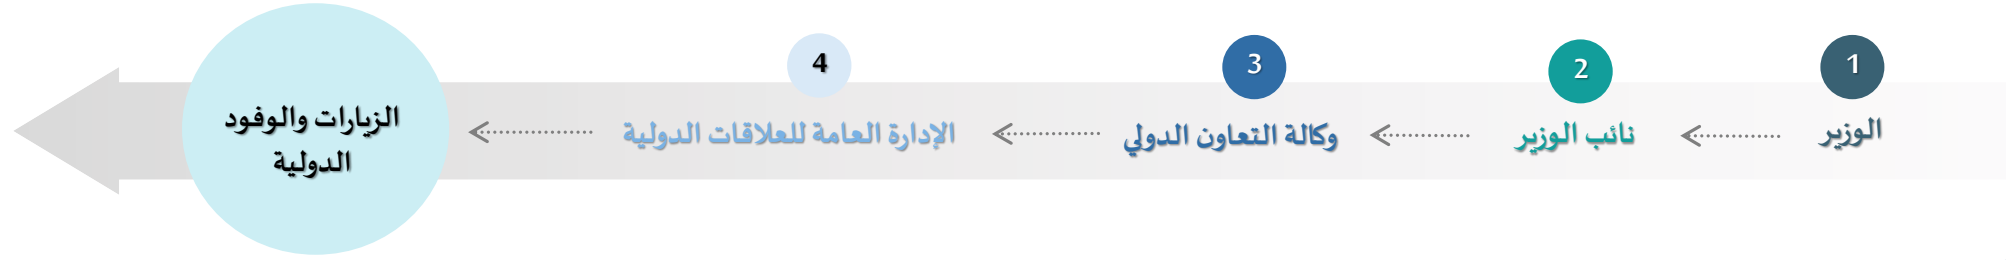 1
الوزير
2
نائب الوزير
3
وكالة التعاون الدولي
4
الإدارة العامة للعلاقات الدولية
الزيارات والوفود
الدولية